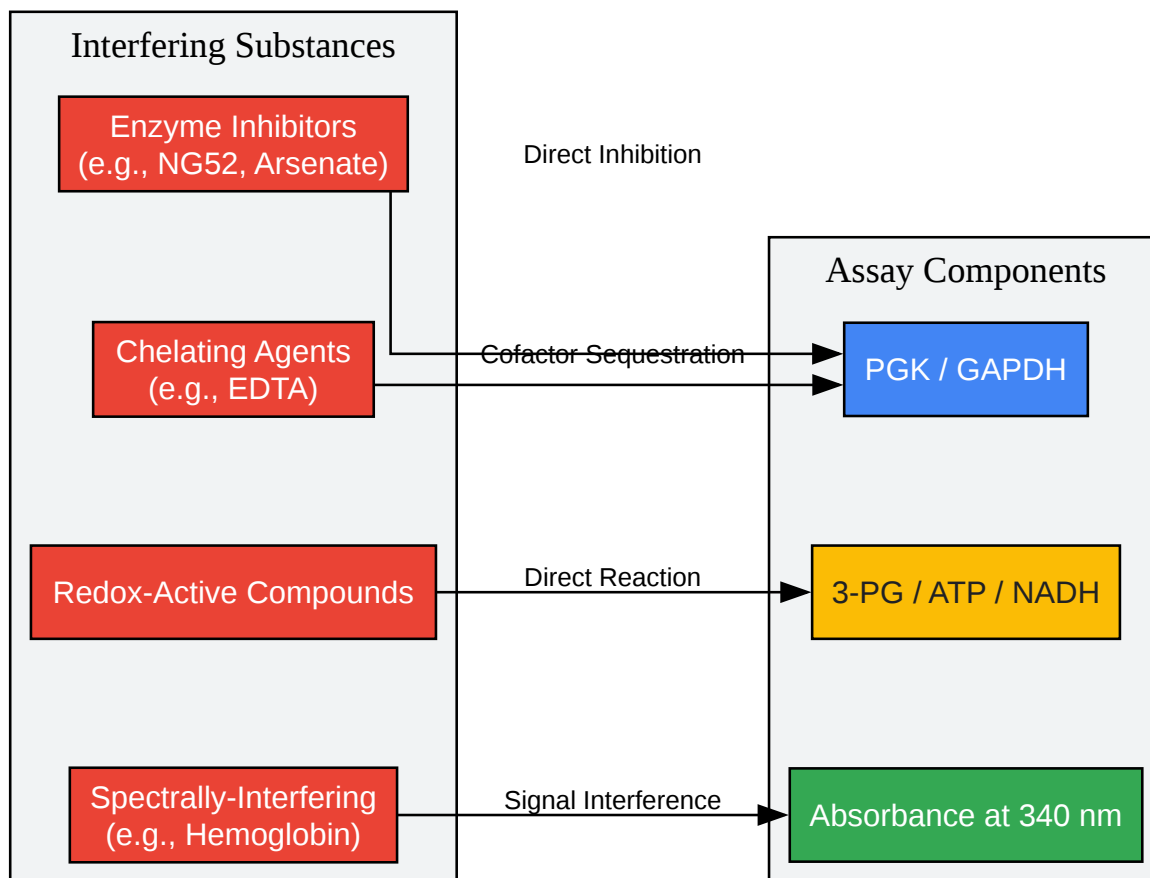 Interfering Substances
Enzyme Inhibitors
(e.g., NG52, Arsenate)
Direct Inhibition
Assay Components
Chelating Agents
(e.g., EDTA)
Cofactor Sequestration
PGK / GAPDH
Redox-Active Compounds
Direct Reaction
3-PG / ATP / NADH
Spectrally-Interfering
(e.g., Hemoglobin)
Signal Interference
Absorbance at 340 nm